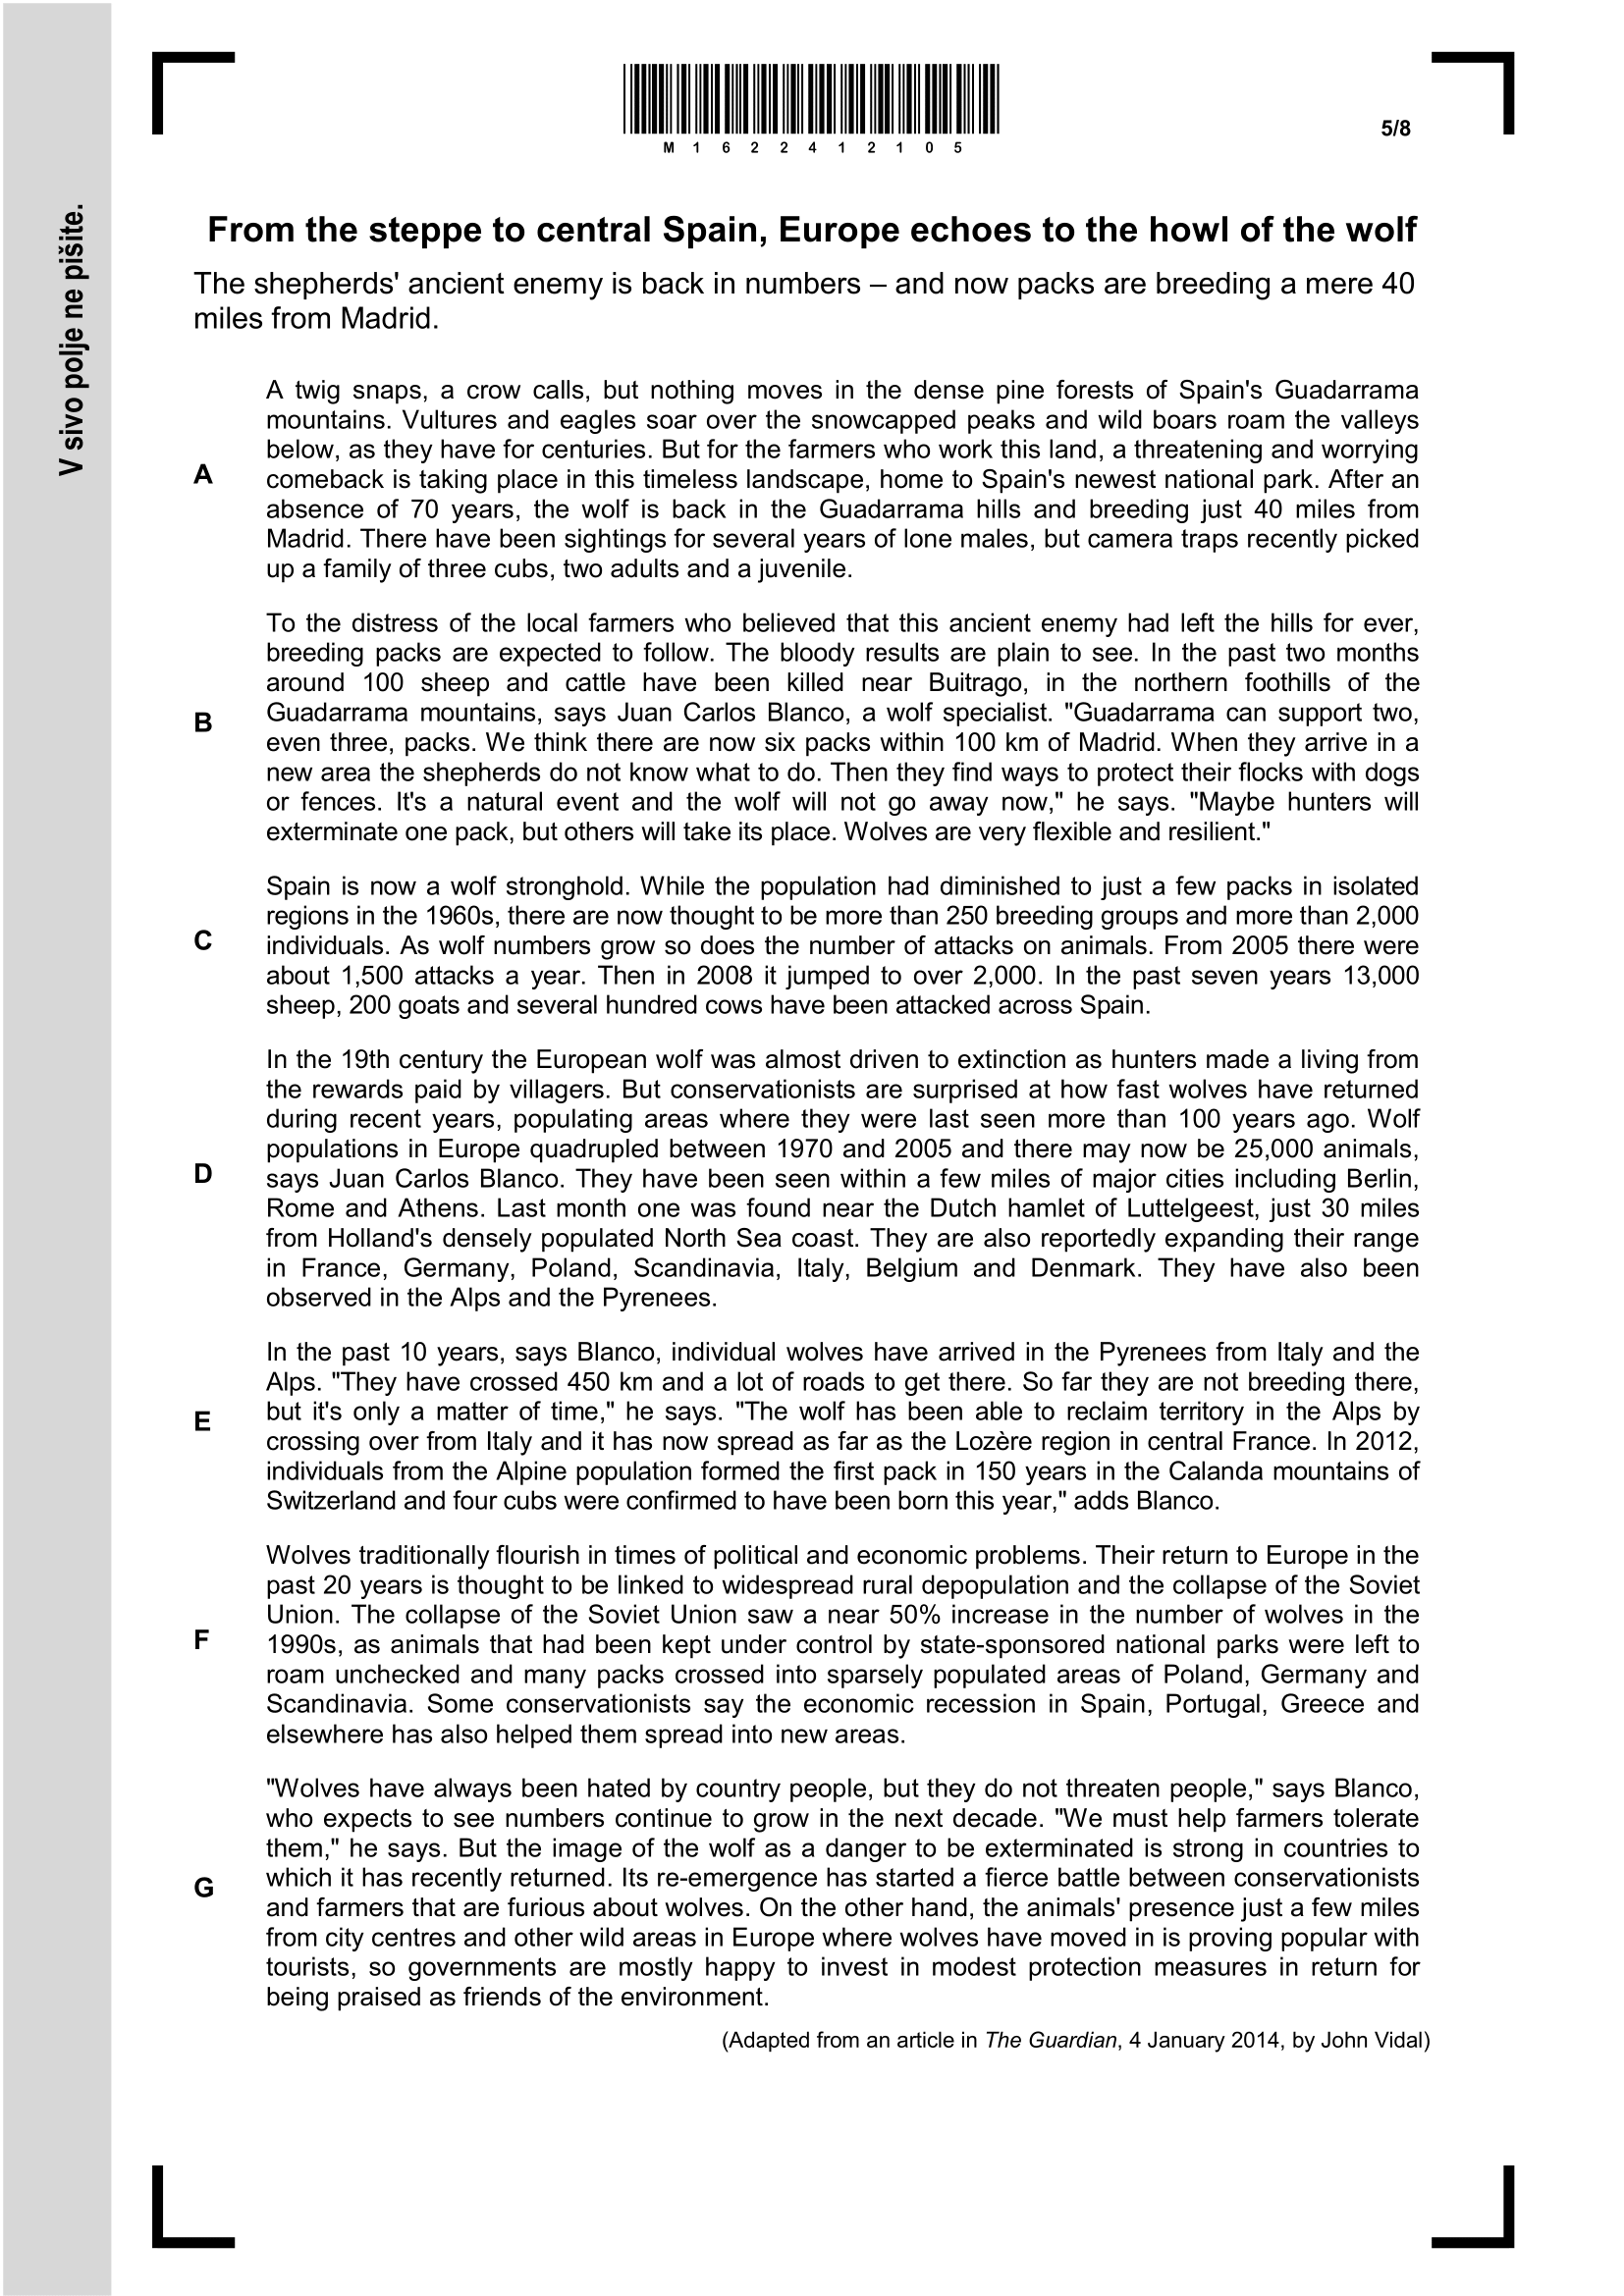 V sivo polje ne pišite.
M 1 6 2 2 4 1 2 1 0 5
5/8
From the steppe to central Spain, Europe echoes to the howl of the wolf
The shepherds' ancient enemy is back in numbers – and now packs are breeding a mere 40
miles from Madrid.
A
A twig snaps, a crow calls, but nothing moves in the dense pine forests of Spain's Guadarrama
mountains. Vultures and eagles soar over the snowcapped peaks and wild boars roam the valleys
below, as they have for centuries. But for the farmers who work this land, a threatening and worrying
comeback is taking place in this timeless landscape, home to Spain's newest national park. After an
absence of 70 years, the wolf is back in the Guadarrama hills and breeding just 40 miles from
Madrid. There have been sightings for several years of lone males, but camera traps recently picked
up a family of three cubs, two adults and a juvenile.
B
To the distress of the local farmers who believed that this ancient enemy had left the hills for ever,
breeding packs are expected to follow. The bloody results are plain to see. In the past two months
around 100 sheep and cattle have been killed near Buitrago, in the northern foothills of the
Guadarrama mountains, says Juan Carlos Blanco, a wolf specialist. "Guadarrama can support two,
even three, packs. We think there are now six packs within 100 km of Madrid. When they arrive in a
new area the shepherds do not know what to do. Then they find ways to protect their flocks with dogs
or fences. It's a natural event and the wolf will not go away now," he says. "Maybe hunters will
exterminate one pack, but others will take its place. Wolves are very flexible and resilient."
C
Spain is now a wolf stronghold. While the population had diminished to just a few packs in isolated
regions in the 1960s, there are now thought to be more than 250 breeding groups and more than 2,000
individuals. As wolf numbers grow so does the number of attacks on animals. From 2005 there were
about 1,500 attacks a year. Then in 2008 it jumped to over 2,000. In the past seven years 13,000
sheep, 200 goats and several hundred cows have been attacked across Spain.
D
In the 19th century the European wolf was almost driven to extinction as hunters made a living from
the rewards paid by villagers. But conservationists are surprised at how fast wolves have returned
during recent years, populating areas where they were last seen more than 100 years ago. Wolf
populations in Europe quadrupled between 1970 and 2005 and there may now be 25,000 animals,
says Juan Carlos Blanco. They have been seen within a few miles of major cities including Berlin,
Rome and Athens. Last month one was found near the Dutch hamlet of Luttelgeest, just 30 miles
from Holland's densely populated North Sea coast. They are also reportedly expanding their range
in France, Germany, Poland, Scandinavia, Italy, Belgium and Denmark. They have also been
observed in the Alps and the Pyrenees.
E
In the past 10 years, says Blanco, individual wolves have arrived in the Pyrenees from Italy and the
Alps. "They have crossed 450 km and a lot of roads to get there. So far they are not breeding there,
but it's only a matter of time," he says. "The wolf has been able to reclaim territory in the Alps by
crossing over from Italy and it has now spread as far as the Lozère region in central France. In 2012,
individuals from the Alpine population formed the first pack in 150 years in the Calanda mountains of
Switzerland and four cubs were confirmed to have been born this year," adds Blanco.
F
Wolves traditionally flourish in times of political and economic problems. Their return to Europe in the
past 20 years is thought to be linked to widespread rural depopulation and the collapse of the Soviet
Union. The collapse of the Soviet Union saw a near 50% increase in the number of wolves in the
1990s, as animals that had been kept under control by state-sponsored national parks were left to
roam unchecked and many packs crossed into sparsely populated areas of Poland, Germany and
Scandinavia. Some conservationists say the economic recession in Spain, Portugal, Greece and
elsewhere has also helped them spread into new areas.
G
"Wolves have always been hated by country people, but they do not threaten people," says Blanco,
who expects to see numbers continue to grow in the next decade. "We must help farmers tolerate
them," he says. But the image of the wolf as a danger to be exterminated is strong in countries to
which it has recently returned. Its re-emergence has started a fierce battle between conservationists
and farmers that are furious about wolves. On the other hand, the animals' presence just a few miles
from city centres and other wild areas in Europe where wolves have moved in is proving popular with
tourists, so governments are mostly happy to invest in modest protection measures in return for
being praised as friends of the environment.
(Adapted from an article in The Guardian, 4 January 2014, by John Vidal)